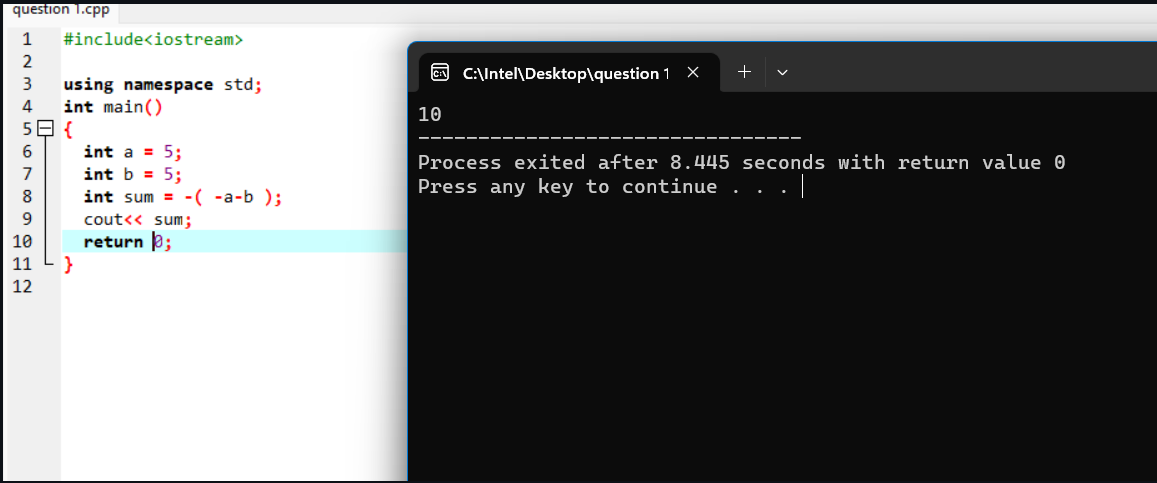 question 1.cpp
1 #include<iostream>
2
3 using namespace std;
4 int main()
5 {
6 int a = 5;
7 int b = 5;
8 int sum = -( -a-b );
9 cout<< sum;
10 return 0;
11 }
12
C:\Intel\Desktop\question 1
10
--------------------------------
Process exited after 8.445 seconds with return value 0
Press any key to continue . . .